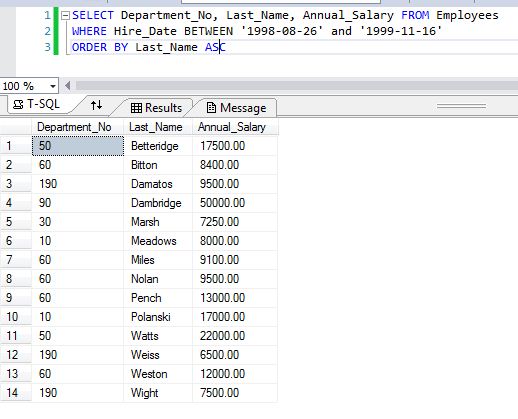 1 SELECT Department_No, Last_Name, Annual_Salary FROM Employees
2 WHERE Hire_Date BETWEEN '1998-08-26' and '1999-11-16'
3 ORDER BY Last_Name ASC
100 %
T-SQL Results Message
Department_No Last_Name Annual_Salary
1 50 Betteridge 17500.00
2 60 Bitton 8400.00
3 190 Damatos 9500.00
4 90 Dambridge 50000.00
5 30 Marsh 7250.00
6 10 Meadows 8000.00
7 60 Miles 9100.00
8 60 Nolan 9500.00
9 60 Pench 13000.00
10 10 Polanski 17000.00
11 50 Watts 22000.00
12 190 Weiss 6500.00
13 60 Weston 12000.00
14 190 Wight 7500.00